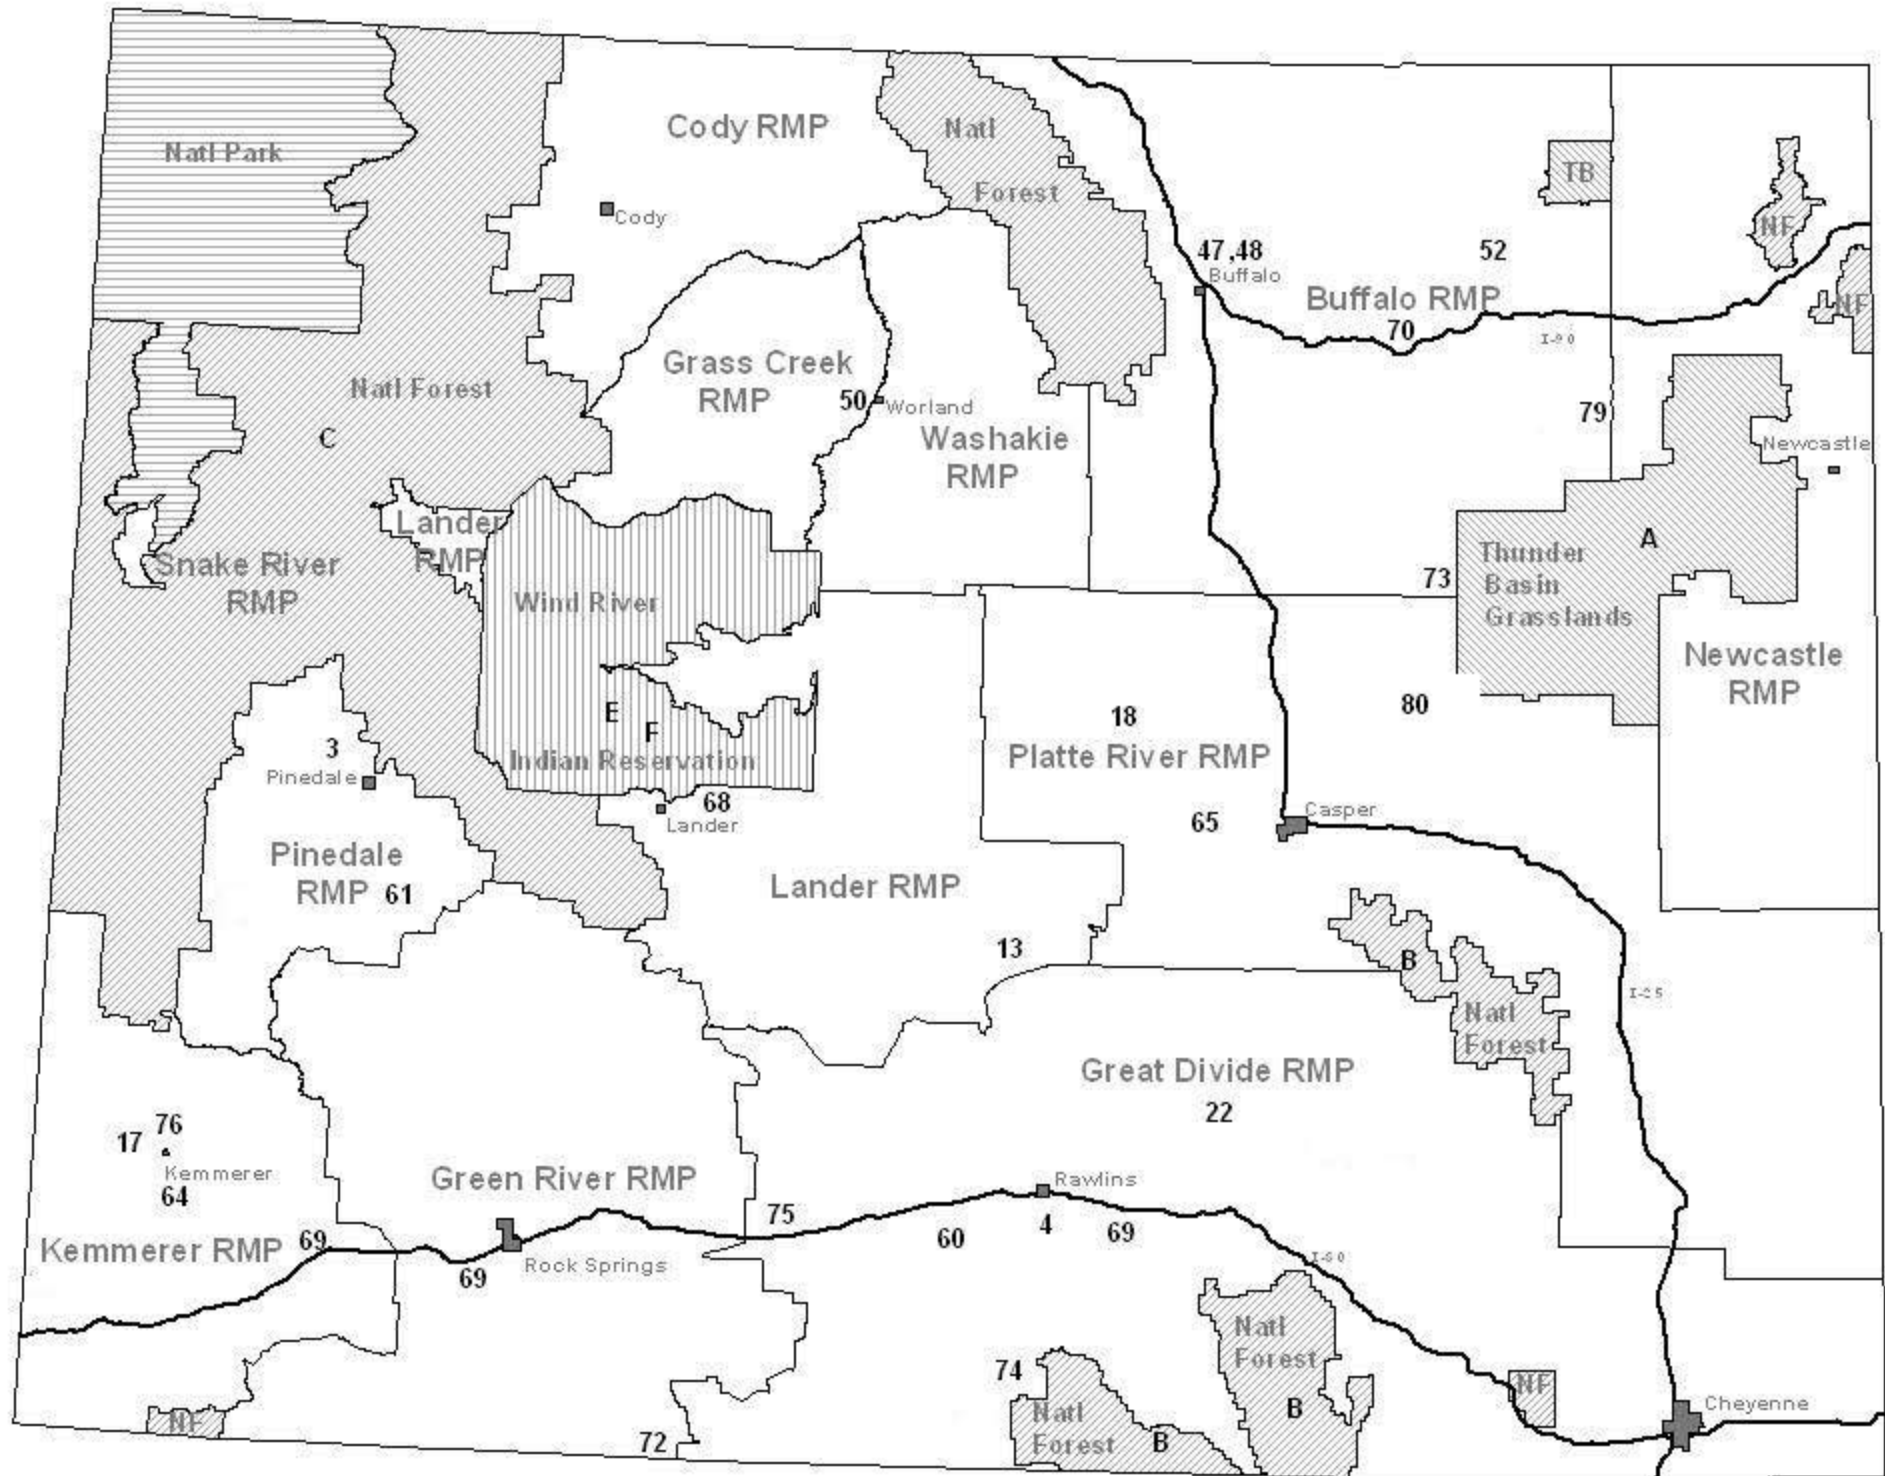 Cody RMP
Natl
Forest
Natl Park
TB
NF
Cody
47,48
Buffalo
52
Buffalo RMP
70
NF
I-90
Grass Creek
RMP
Natl Forest
50
Worland
79
C
Washakie
RMP
Newcastle
Lander
RMP
Snake River
RMP
A
Thunder
Basin
Grasslands
73
Wind River
Newcastle
RMP
E
F
18
80
3
Platte River RMP
Indian Reservation
Pinedale
68
Lander
65
Casper
Pinedale
RMP 61
Lander RMP
13
B
I-25
Natl
Forest
Great Divide RMP
22
76
17
Kemmerer
64
Green River RMP
Rawlins
75
60
4
69
Kemmerer RMP
69
69
Rock Springs
I-80
Natl
Forest
74
NF
B
Cheyenne
Natl
Forest
B
NF
72